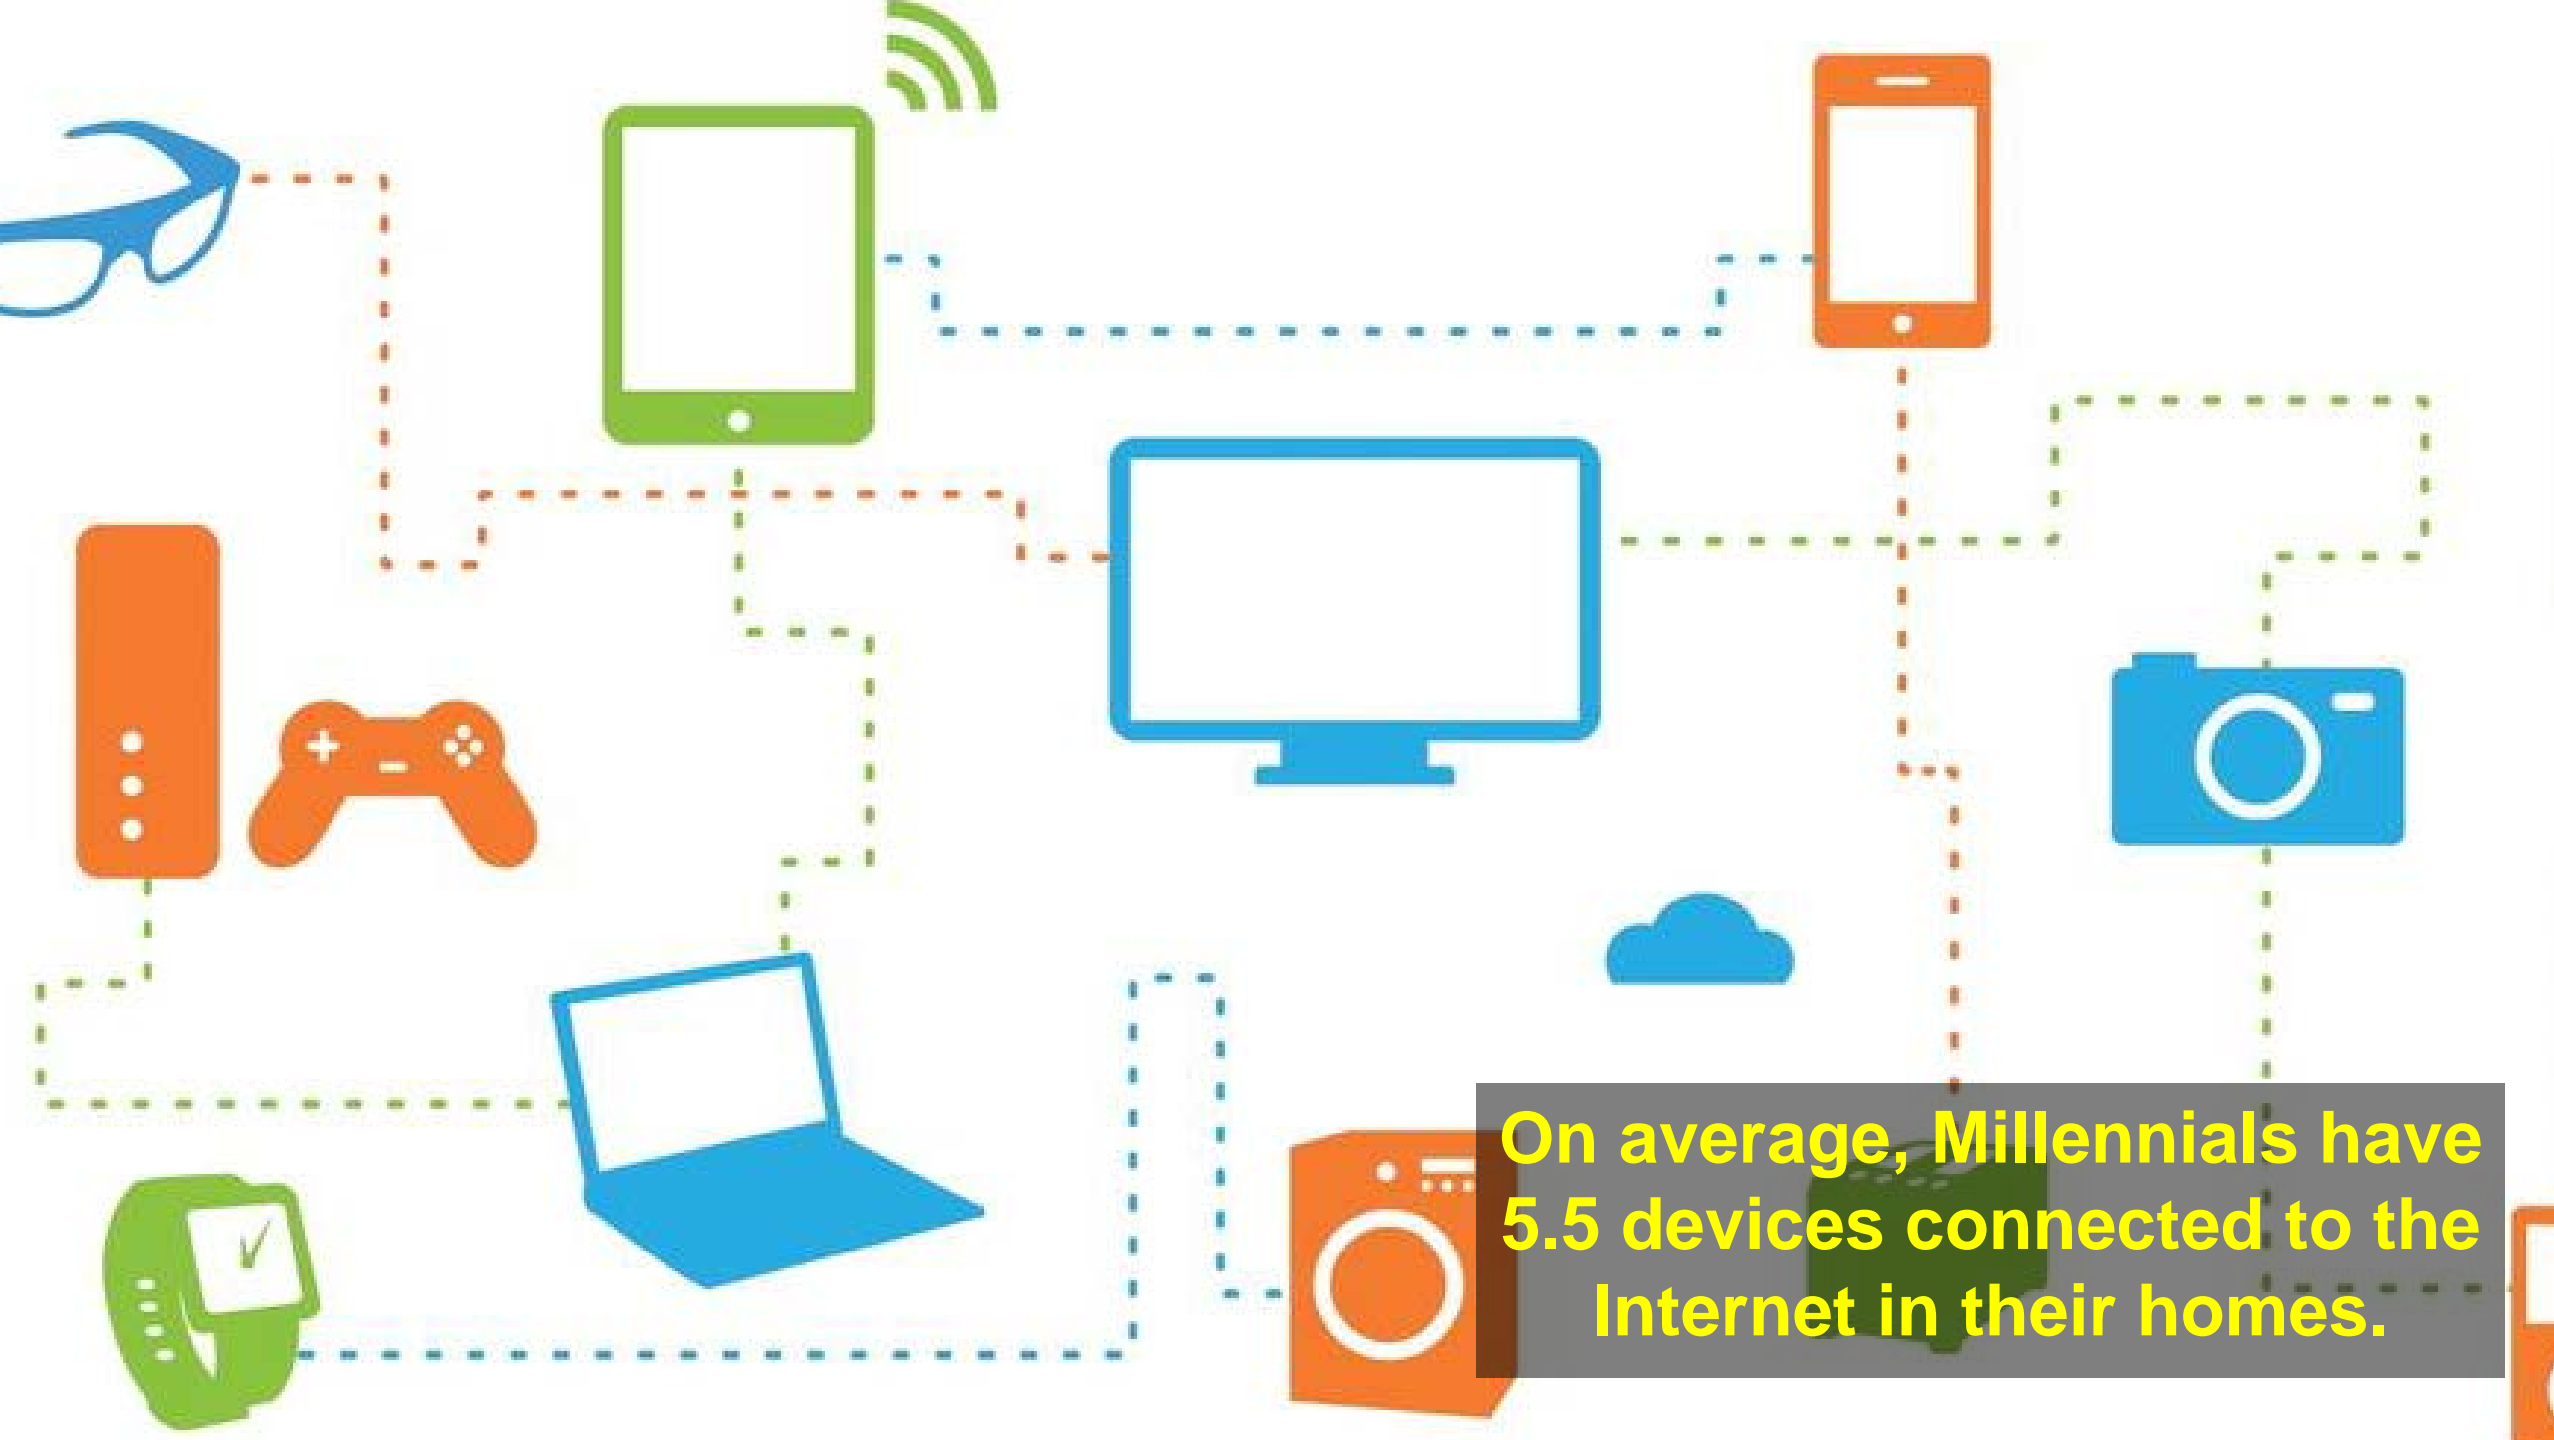 On average, Millennials have
5.5 devices connected to the
Internet in their homes.